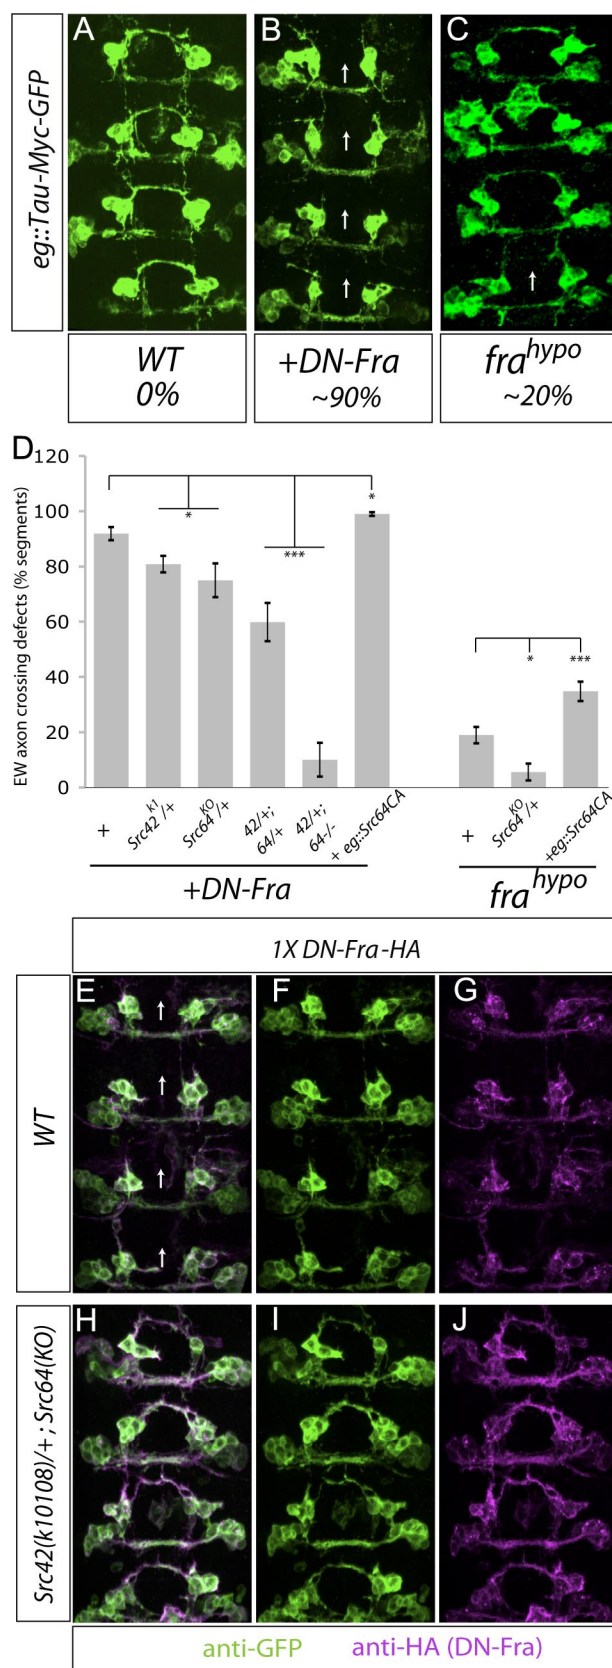 eg::Tau-Myc-GFP
A
B
C
WT
0%
+DN-Fra
~90%
fra^hypo
~20%
D
EW axon crossing defects (% segments)
120
100
80
60
40
20
0
*
***
*
*
***
+
Src42^k1/+
Src64^KO/+
42/+;
64/+
42/+;
64-/-
+ eg::Src64CA
+DN-Fra
+
Src64^KO/+
+eg::Src64CA
fra^hypo
1X DN-Fra-HA
WT
E
F
G
Src42(k10108)/+ ; Src64(KO)
H
I
J
anti-GFP anti-HA (DN-Fra)